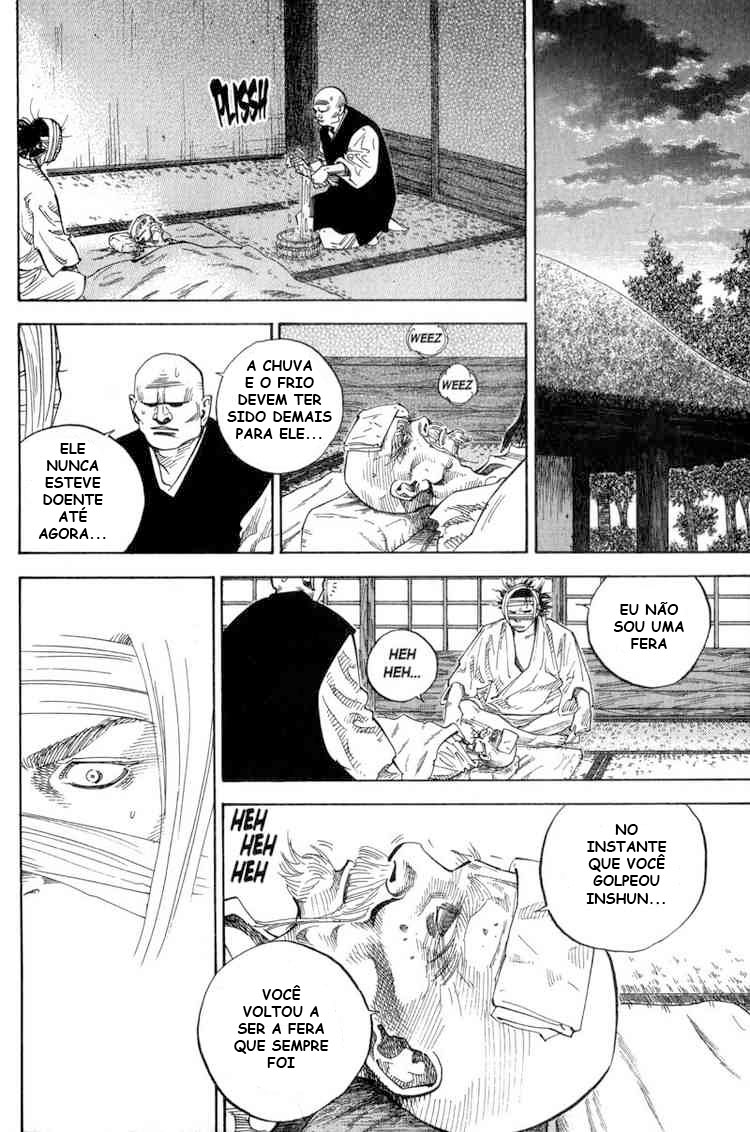 PLISSH
WEEZ
WEEZ
A CHUVA
E O FRIO
DEVEM TER
SIDO DEMAIS
PARA ELE...
ELE
NUNCA
ESTEVE
DOENTE
ATÉ
AGORA...
EU NÃO
SOU UMA
FERA
HEH
HEH...
NO
INSTANTE
QUE VOCÊ
GOLPEOU
INSHUN...
HEH
HEH
HEH
VOCÊ
VOLTOU A
SER A FERA
QUE SEMPRE
FOI